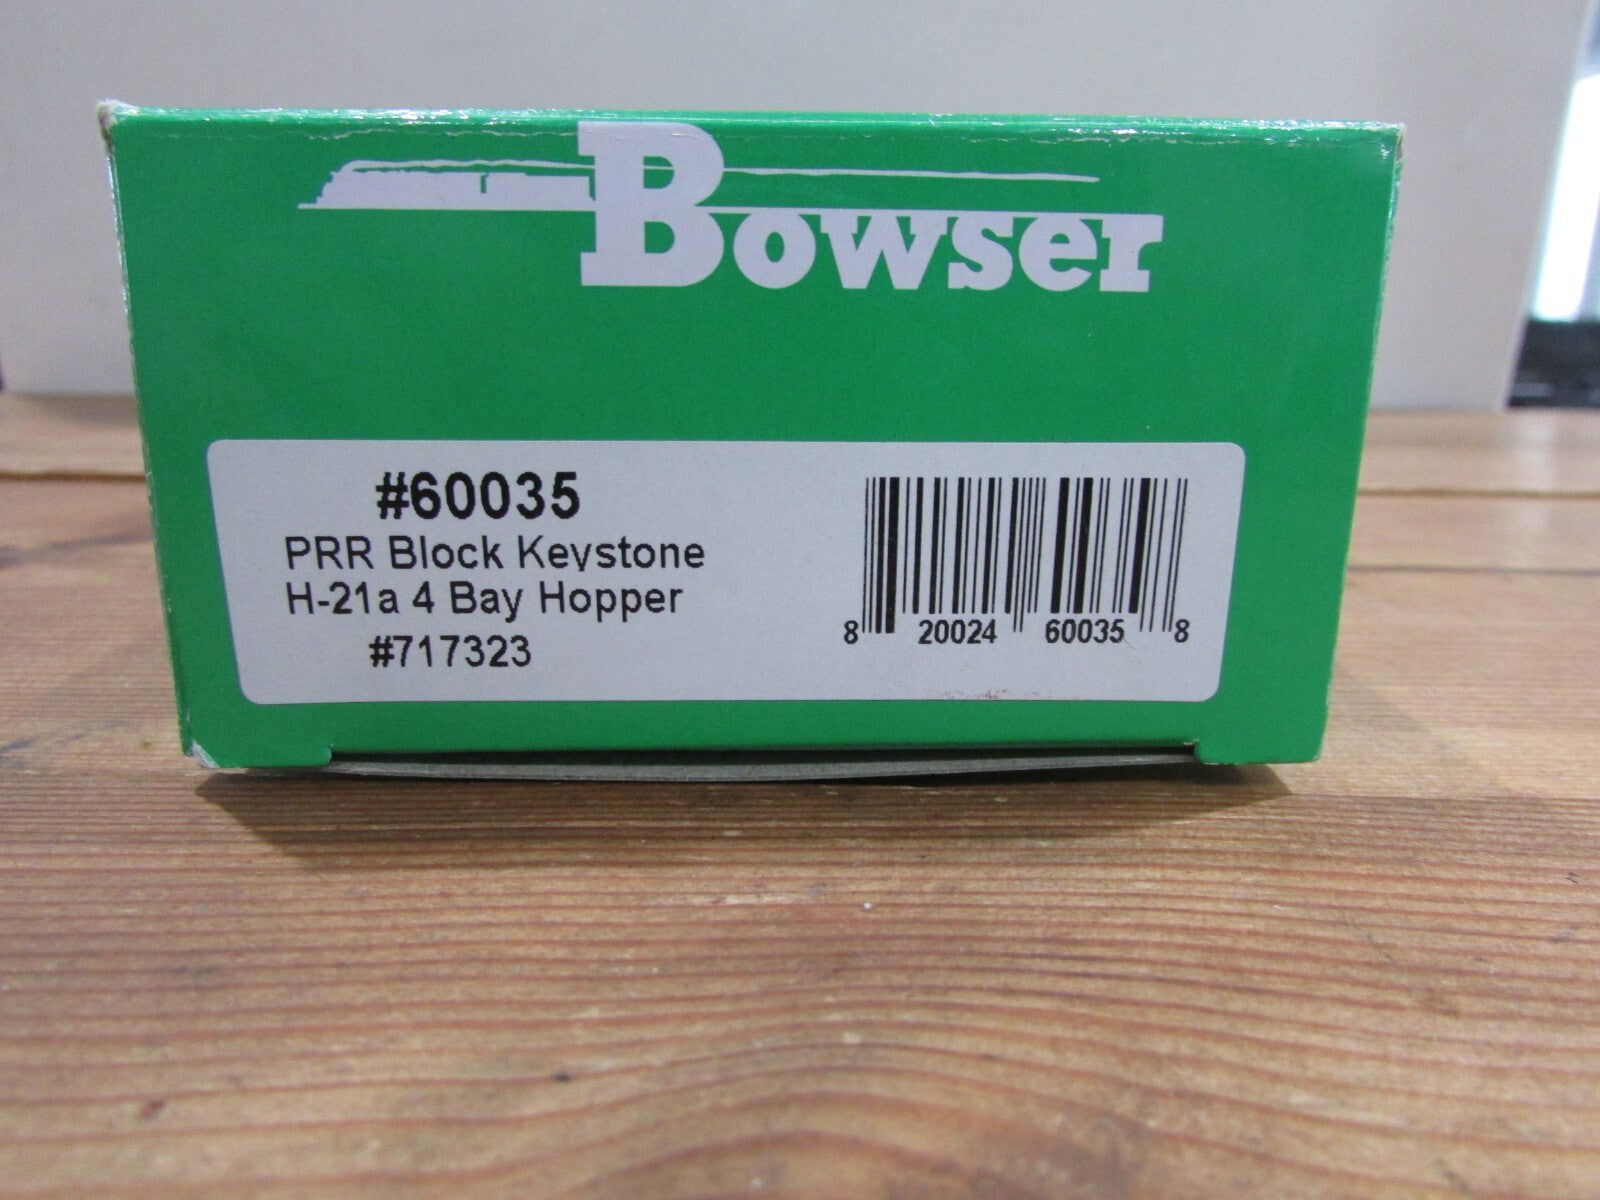 Bowser
#60035
PRR Block Keystone
H-21a 4 Bay Hopper
#717323
8 20024 60035 8